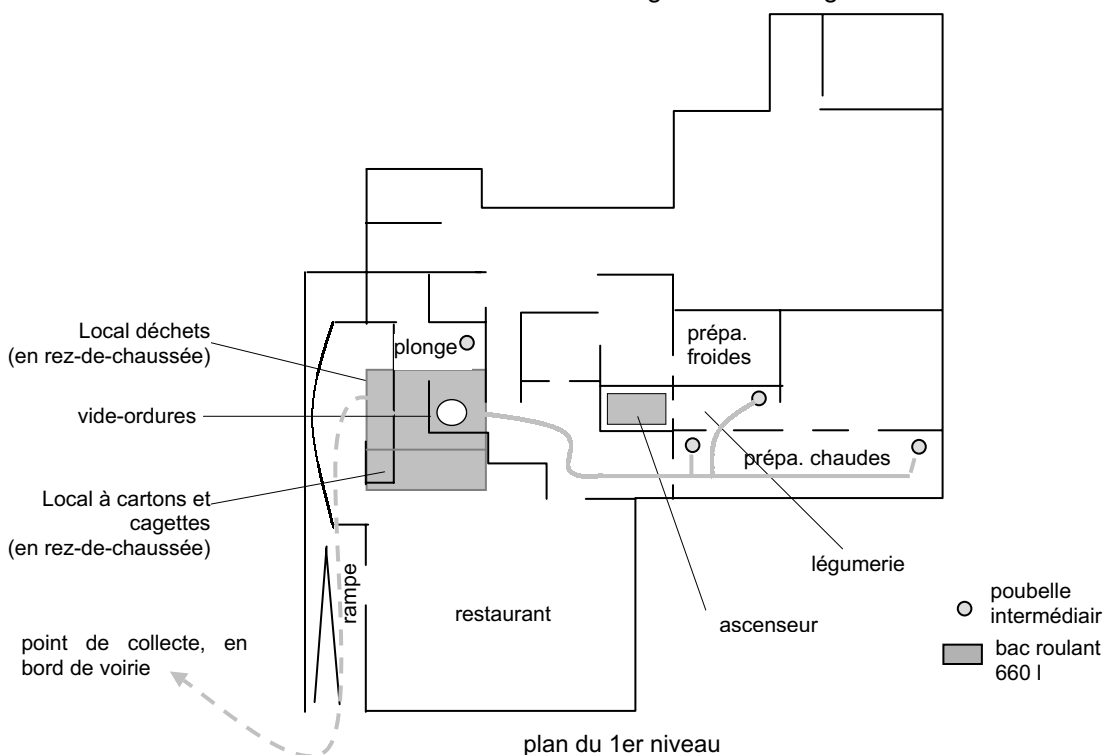 Local déchets
(en rez-de-chaussée)
plonge
prépa.
froides
vide-ordures
prépa. chaudes
Local à cartons et
cagettes
(en rez-de-chaussée)
légumerie
rampe
restaurant
ascenseur
poubelle
intermédiair
point de collecte, en
bord de voirie
bac roulant
660 l
plan du 1er niveau